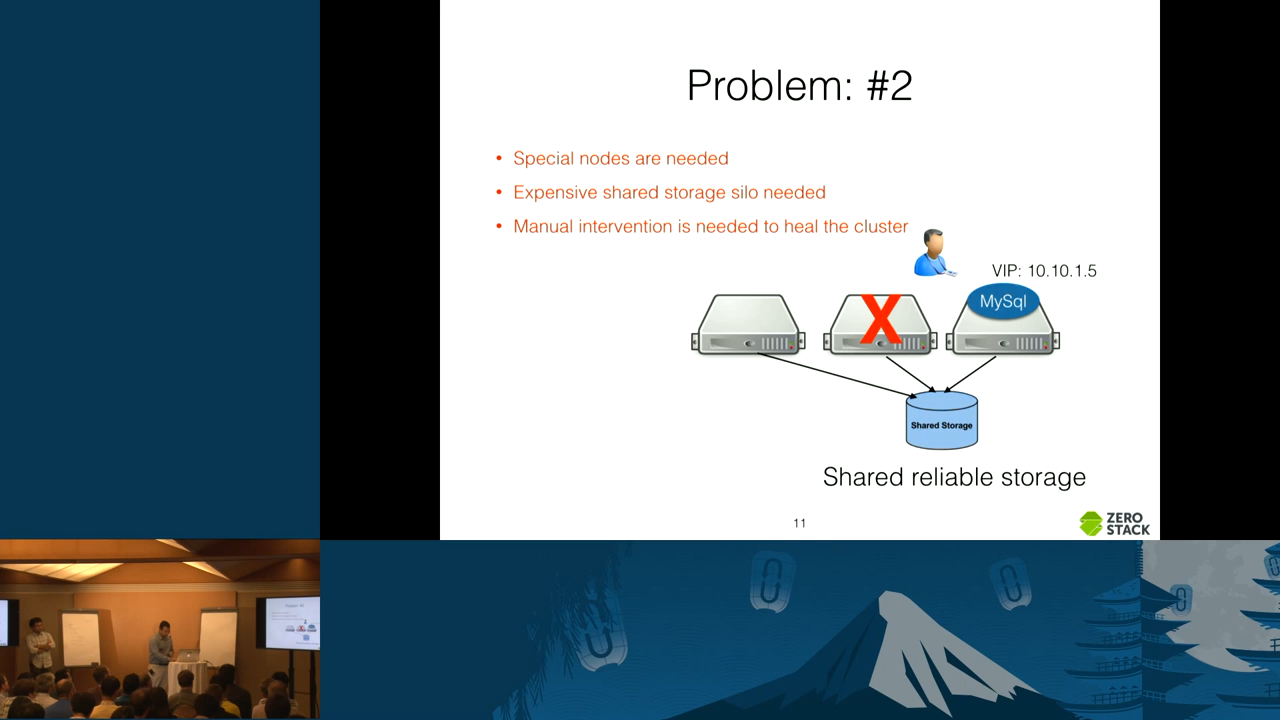 Problem: #2
• Special nodes are needed
• Expensive shared storage silo needed
• Manual intervention is needed to heal the cluster
VIP: 10.10.1.5
MySql
X
Shared Storage
Shared reliable storage
11
ZERO
STACK